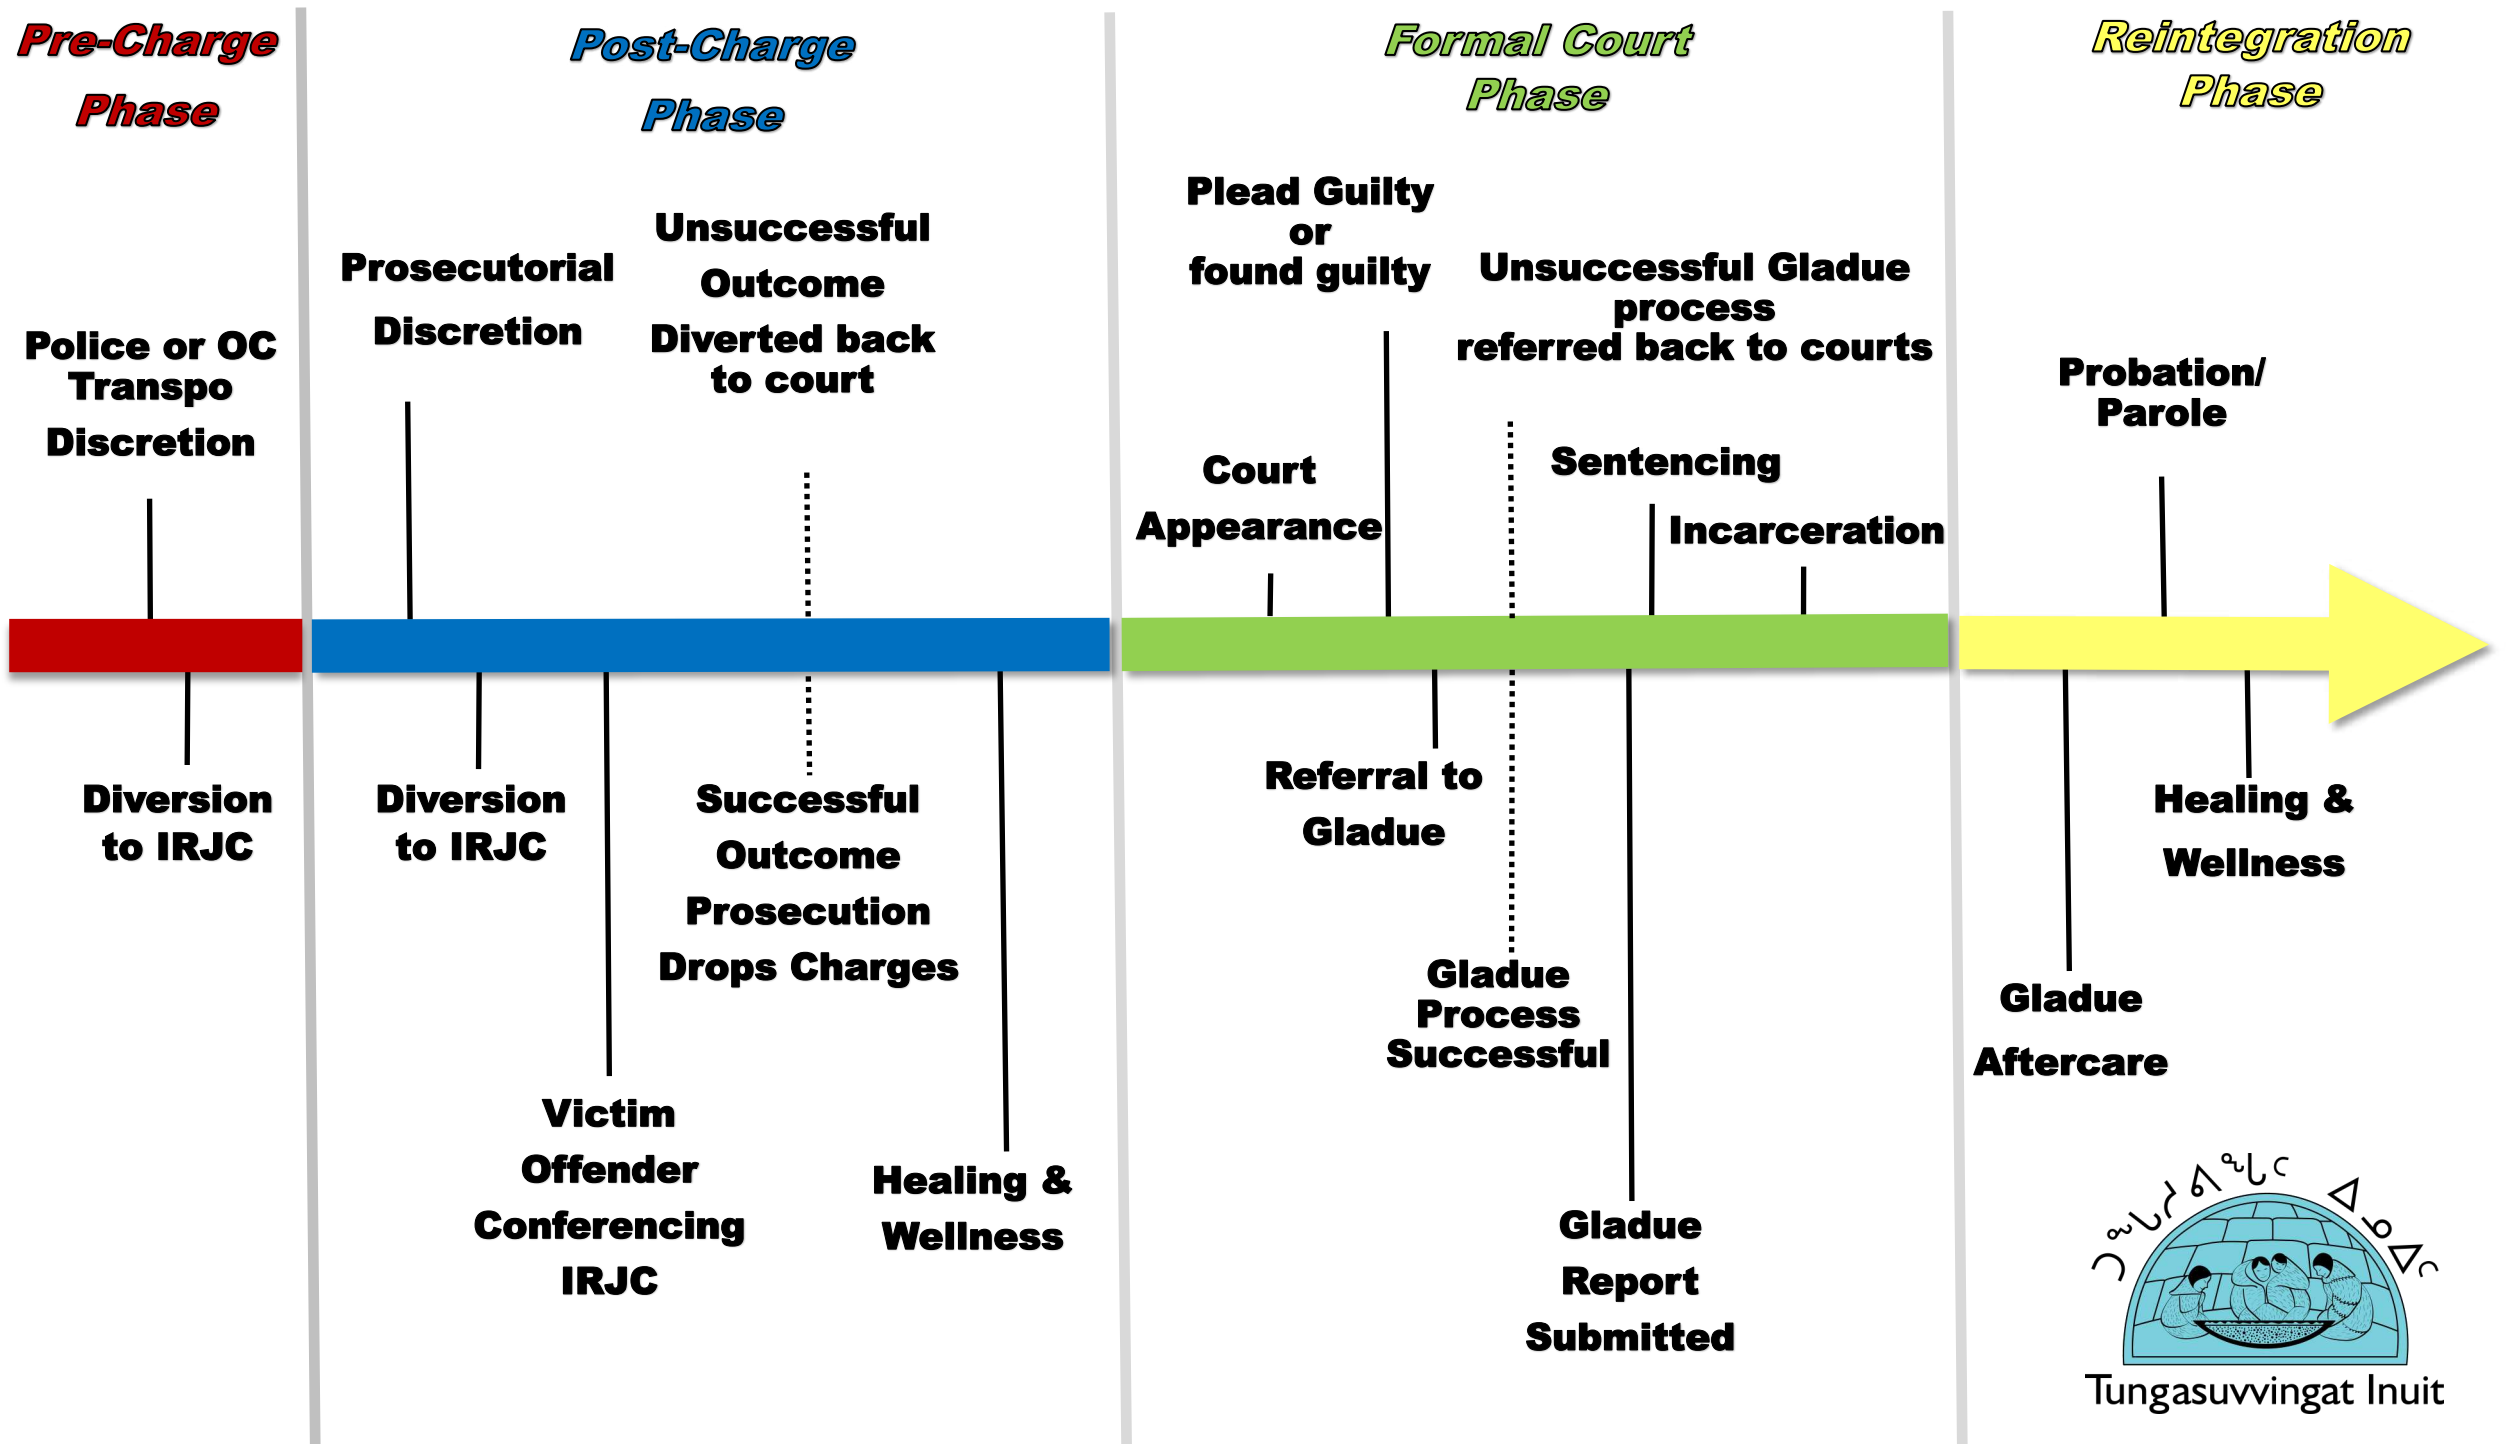 Pre-Charge
Phase
Post-Charge
Phase
Formal Court
Phase
Reintegration
Phase
Police or OC
Transpo
Discretion
Prosecutorial
Discretion
Unsuccessful
Outcome
Diverted back
to court
Plead Guilty
or
found guilty
Unsuccessful Gladue
process
referred back to courts
Court
Appearance
Sentencing
Incarceration
Probation/
Parole
Diversion
to IRJC
Diversion
to IRJC
Victim
Offender
Conferencing
IRJC
Successful
Outcome
Prosecution
Drops Charges
Healing &
Wellness
Referral to
Gladue
Gladue
Process
Successful
Gladue
Report
Submitted
Gladue
Aftercare
Healing &
Wellness
ᑐᖓᓱᕕᖓᑦ ᐃᓄᐃᑦ
Tungasuvvingat Inuit